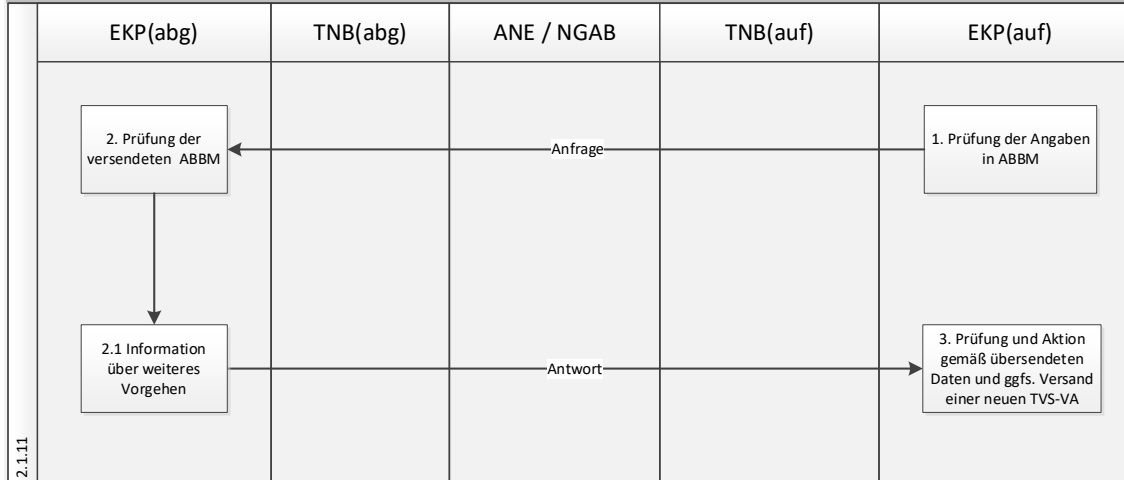 EKP(abg)
TNB(abg)
ANE / NGAB
TNB(auf)
EKP(auf)
2. Prüfung der
versendeten ABBM
Anfrage
1. Prüfung der Angaben
in ABBM
2.1 Information
über weiteres
Vorgehen
Antwort
3. Prüfung und Aktion
gemäß übersendeten
Daten und ggfs. Versand
einer neuen TVS-VA
2.1.11